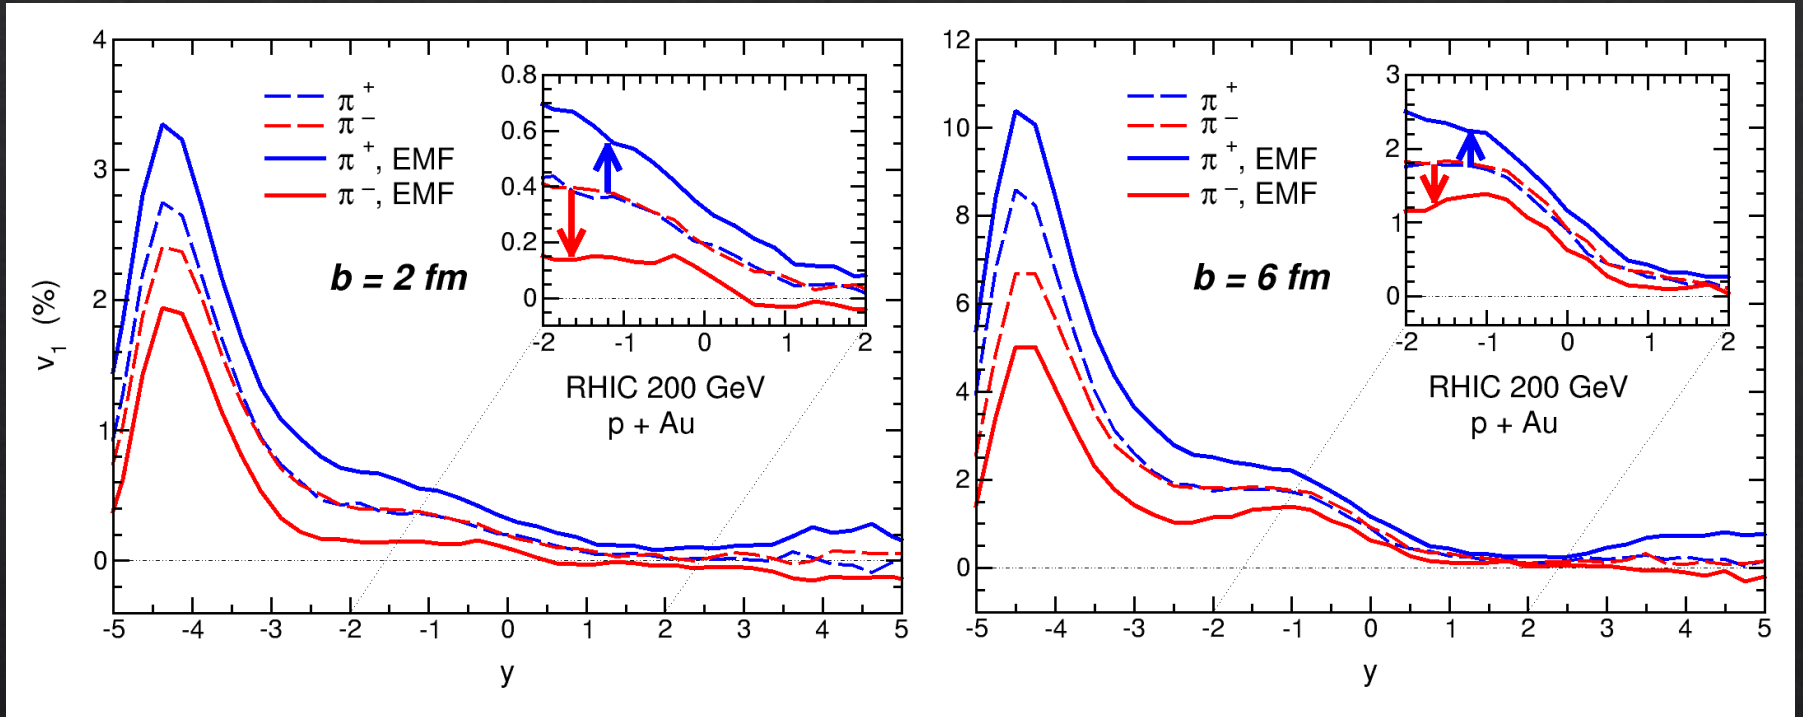 v₁ (%)
4
3
2
1
0
-5 -4 -3 -2 -1 0 1 2 3 4 5
y
π⁺
π⁻
π⁺, EMF
π⁻, EMF
b = 2 fm
0.8
0.6
0.4
0.2
0
-2 -1 0 1 2
RHIC 200 GeV
p + Au
12
10
8
6
4
2
0
-5 -4 -3 -2 -1 0 1 2 3 4 5
y
π⁺
π⁻
π⁺, EMF
π⁻, EMF
b = 6 fm
3
2
1
0
-2 -1 0 1 2
RHIC 200 GeV
p + Au